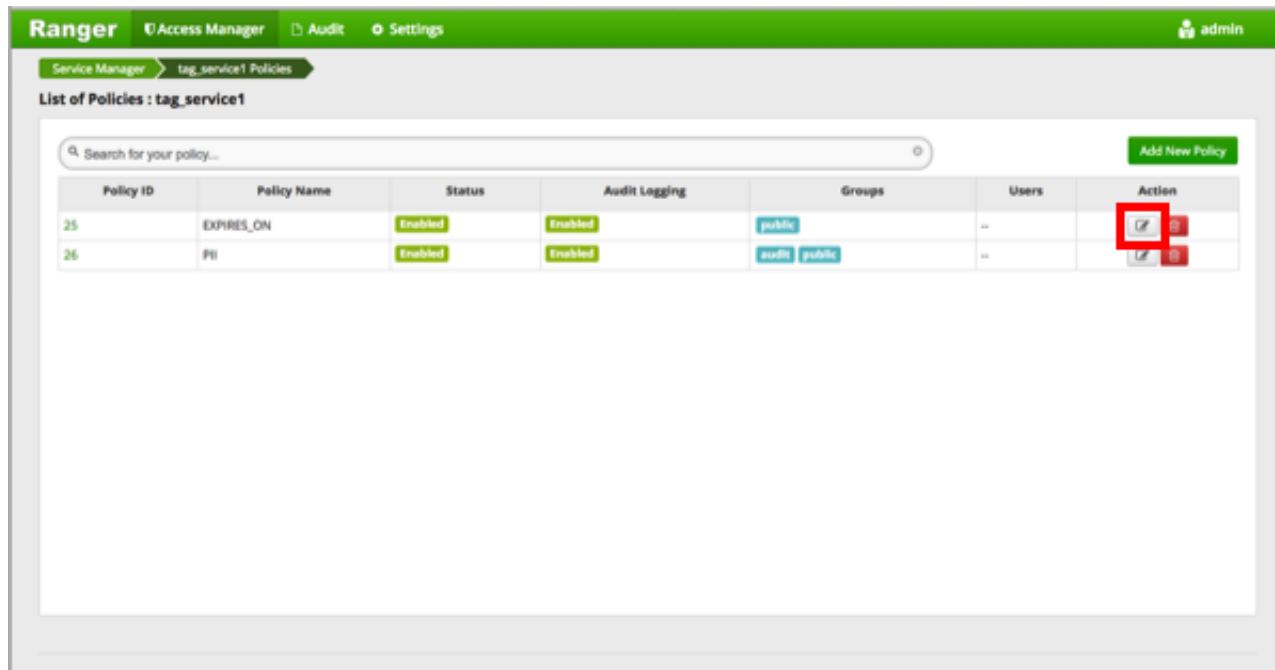 Ranger Access Manager Audit Settings admin
Service Manager tag_service1 Policies
List of Policies : tag_service1
Search for your policy... Add New Policy
Policy ID Policy Name Status Audit Logging Groups Users Action
25 EXPIRES_ON Enabled Enabled public --
26 PII Enabled Enabled audit public --